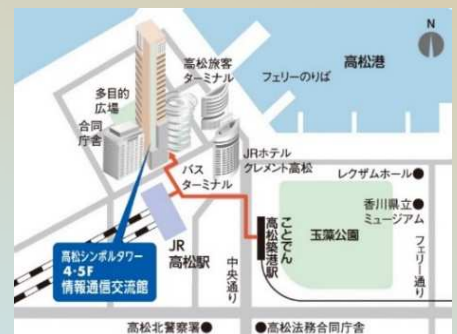 N
高松旅客
ターミナル
高松港
フェリーのりば
多目的
広場
合同
庁舎
JRホテル
クレメント高松
バス
ターミナル
レクザムホール
香川県立
ミュージアム
玉藻公園
ことでん
高松築港駅
JR
高松駅
中央通り
フェリー通り
高松シンボルタワー
4・5F
情報通信交流館
高松北警察署
高松法務合同庁舎